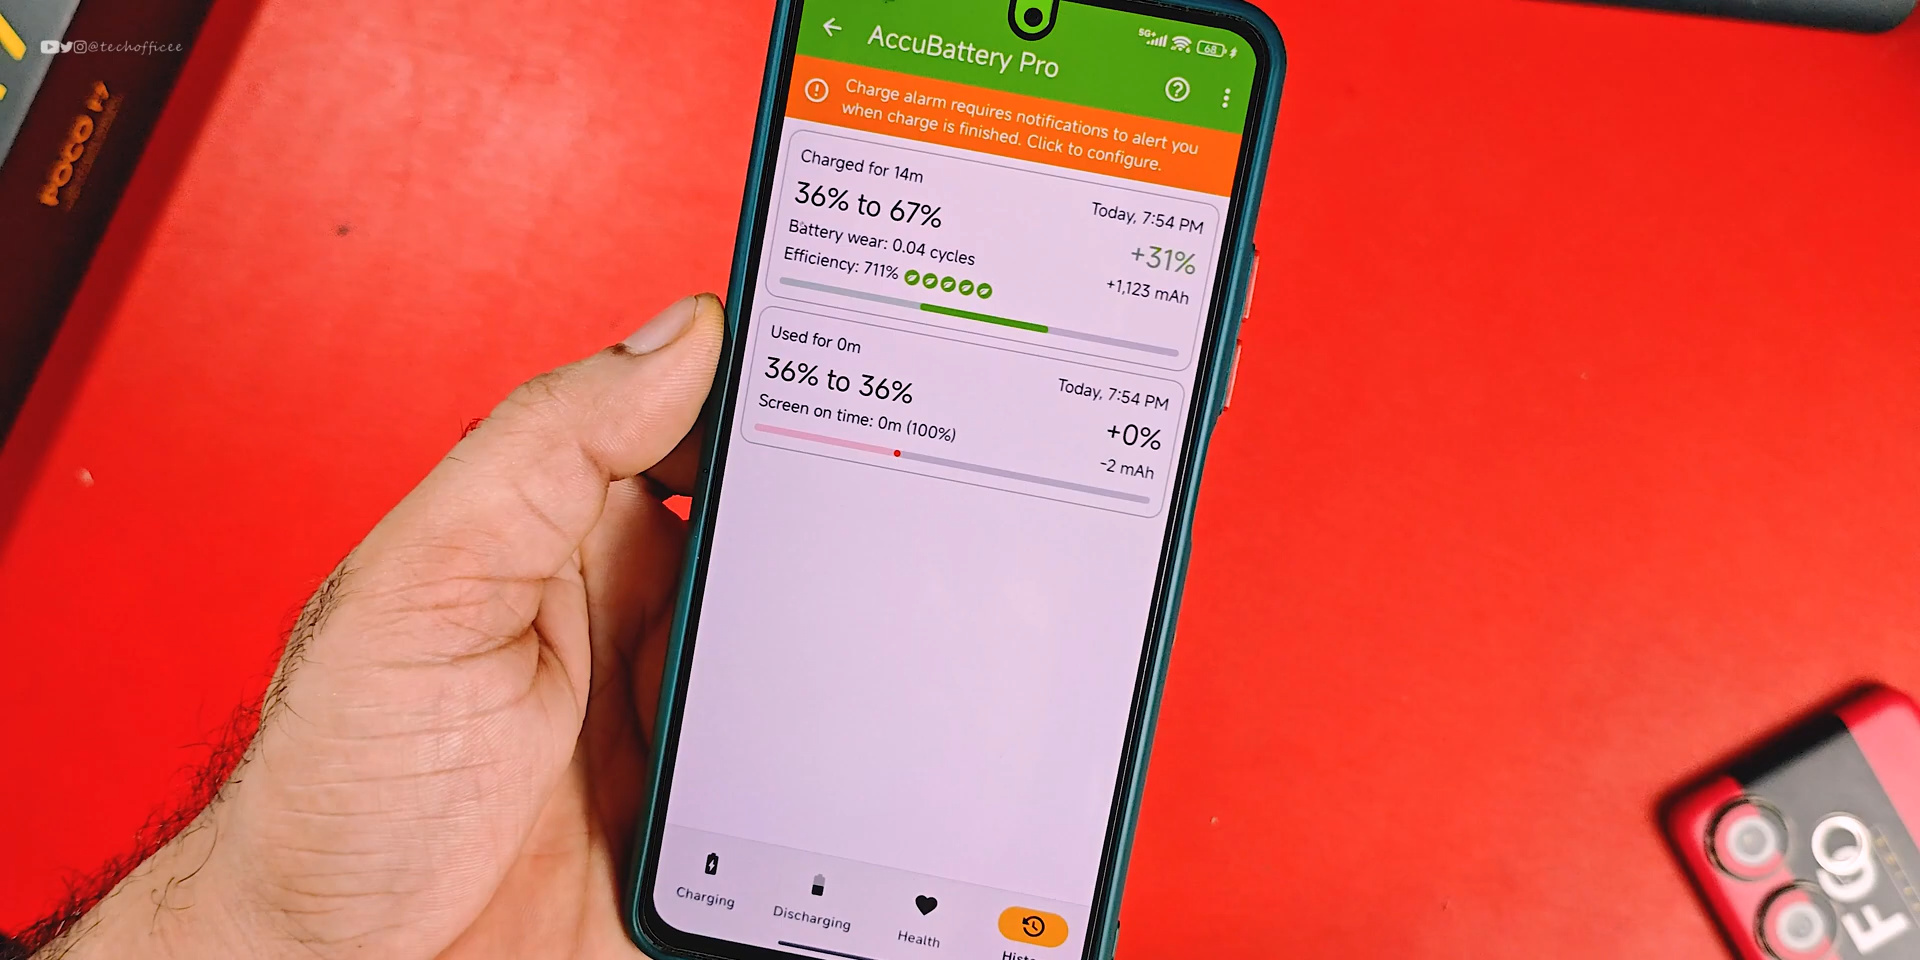 @techofficee
POCO F7
5G+
68
AccuBattery Pro
Charge alarm requires notifications to alert you
when charge is finished. Click to configure.
Charged for 14m
36% to 67%
Battery wear: 0.04 cycles
Efficiency: 711%
Today, 7:54 PM
+31%
+1,123 mAh
Used for 0m
36% to 36%
Screen on time: 0m (100%)
Today, 7:54 PM
+0%
-2 mAh
Charging
Discharging
Health